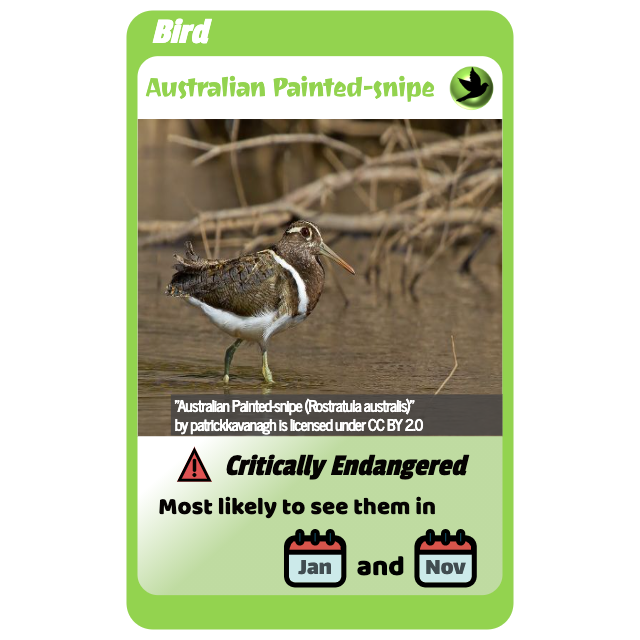 Bird
Australian Painted-snipe
"Australian Painted-snipe (Rostratula australis)"
by patrickkavanagh is licensed under CC BY 2.0
Critically Endangered
Most likely to see them in
Jan and Nov